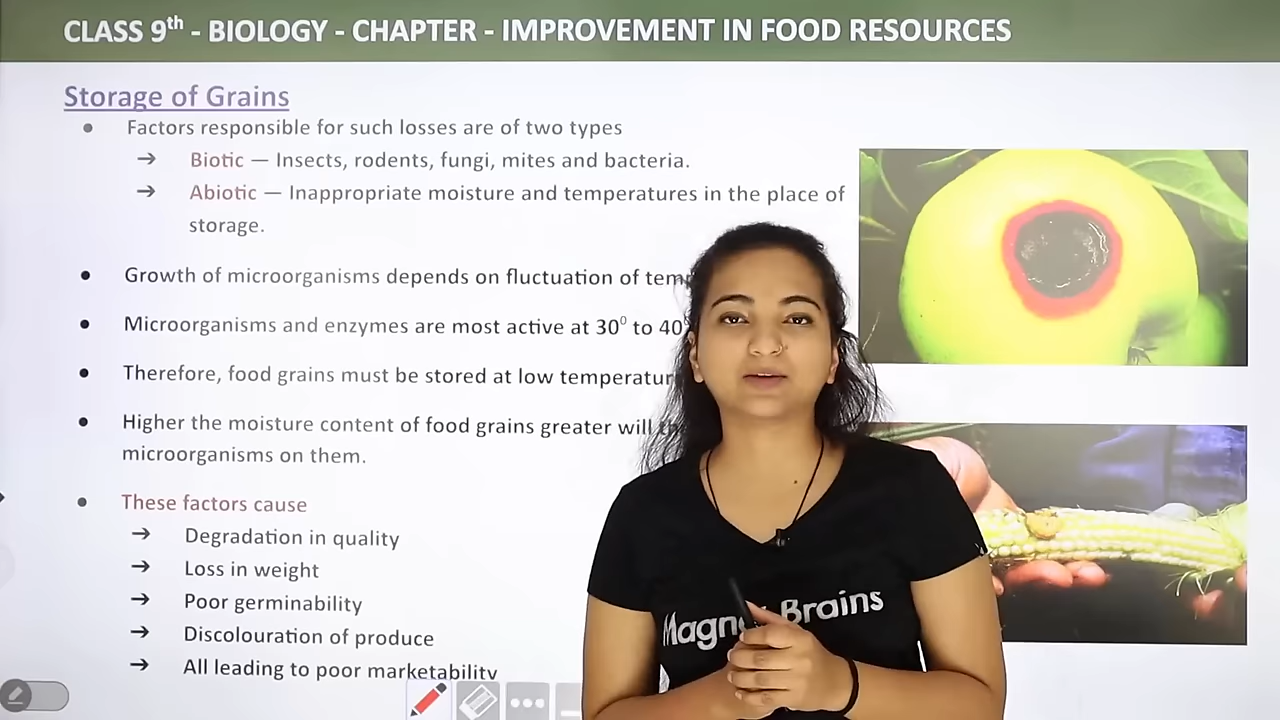 CLASS 9th - BIOLOGY - CHAPTER - IMPROVEMENT IN FOOD RESOURCES
Storage of Grains
• Factors responsible for such losses are of two types
➔ Biotic — Insects, rodents, fungi, mites and bacteria.
➔ Abiotic — Inappropriate moisture and temperatures in the place of
storage.
• Growth of microorganisms depends on fluctuation of
• Microorganisms and enzymes are most active at 30⁰ to 40
• Therefore, food grains must be stored at low
• Higher the moisture content of food grains greater will
microorganisms on them.
• These factors cause
➔ Degradation in quality
➔ Loss in weight
➔ Poor germinability
➔ Discolouration of produce
➔ All leading to poor marketability
Brains